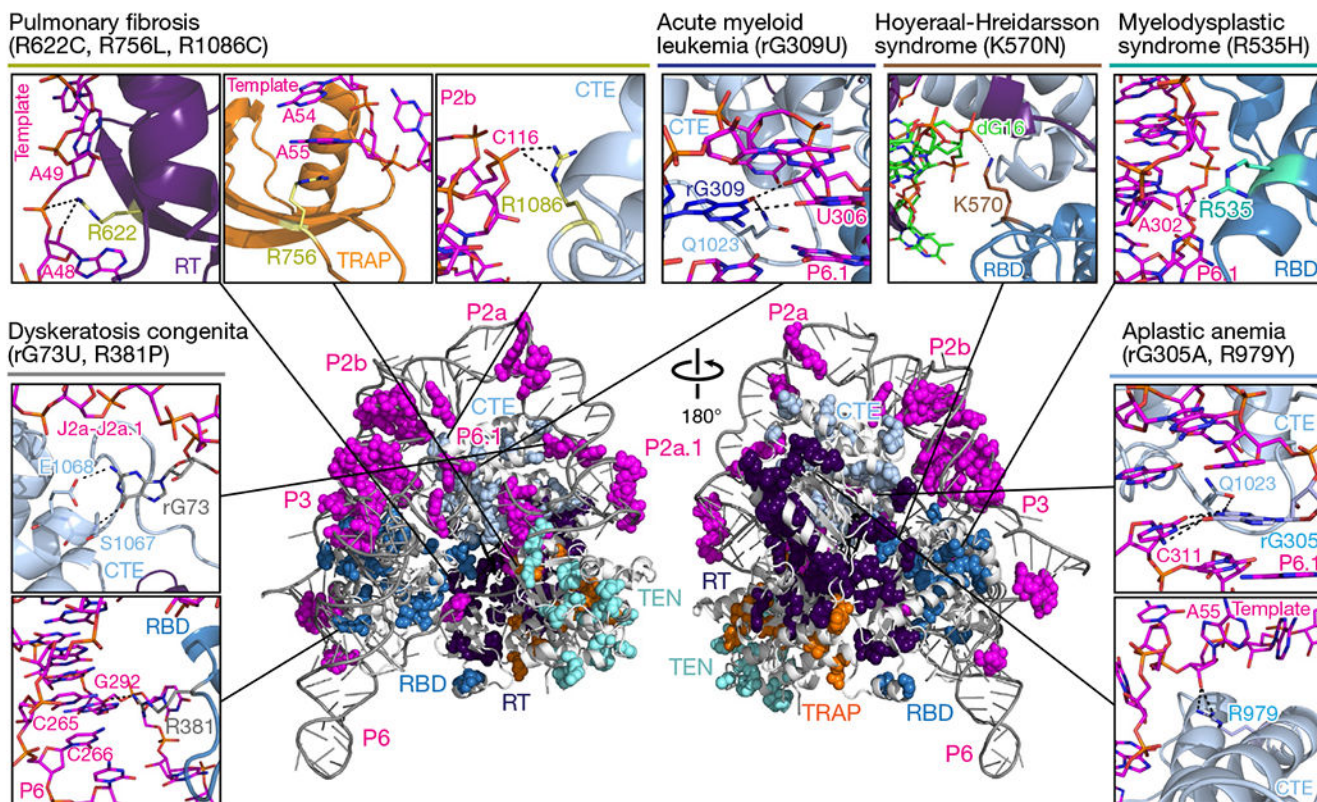 Pulmonary fibrosis
(R622C, R756L, R1086C)
Acute myeloid
leukemia (rG309U)
Hoyeraal-Hreidarsson
syndrome (K570N)
Myelodysplastic
syndrome (R535H)
Template
A49
R622
A48
RT
Template
A54
A55
R756
TRAP
P2b
CTE
C116
R1086
CTE
rG309
U306
Q1023
P6.1
dG16
K570
RBD
A302
R535
P6.1
RBD
Dyskeratosis congenita
(rG73U, R381P)
J2a-J2a.1
E1068
rG73
S1067
CTE
RBD
G292
C265
R381
C266
P6
P2a
P2b
CTE
P6.1
P2a.1
P3
TEN
RBD
RT
P6
180°
P2a
P2b
CTE
P3
RT
TEN
TRAP
RBD
P6
Aplastic anemia
(rG305A, R979Y)
CTE
Q1023
C311
rG305
P6.1
A55
Template
R979
CTE